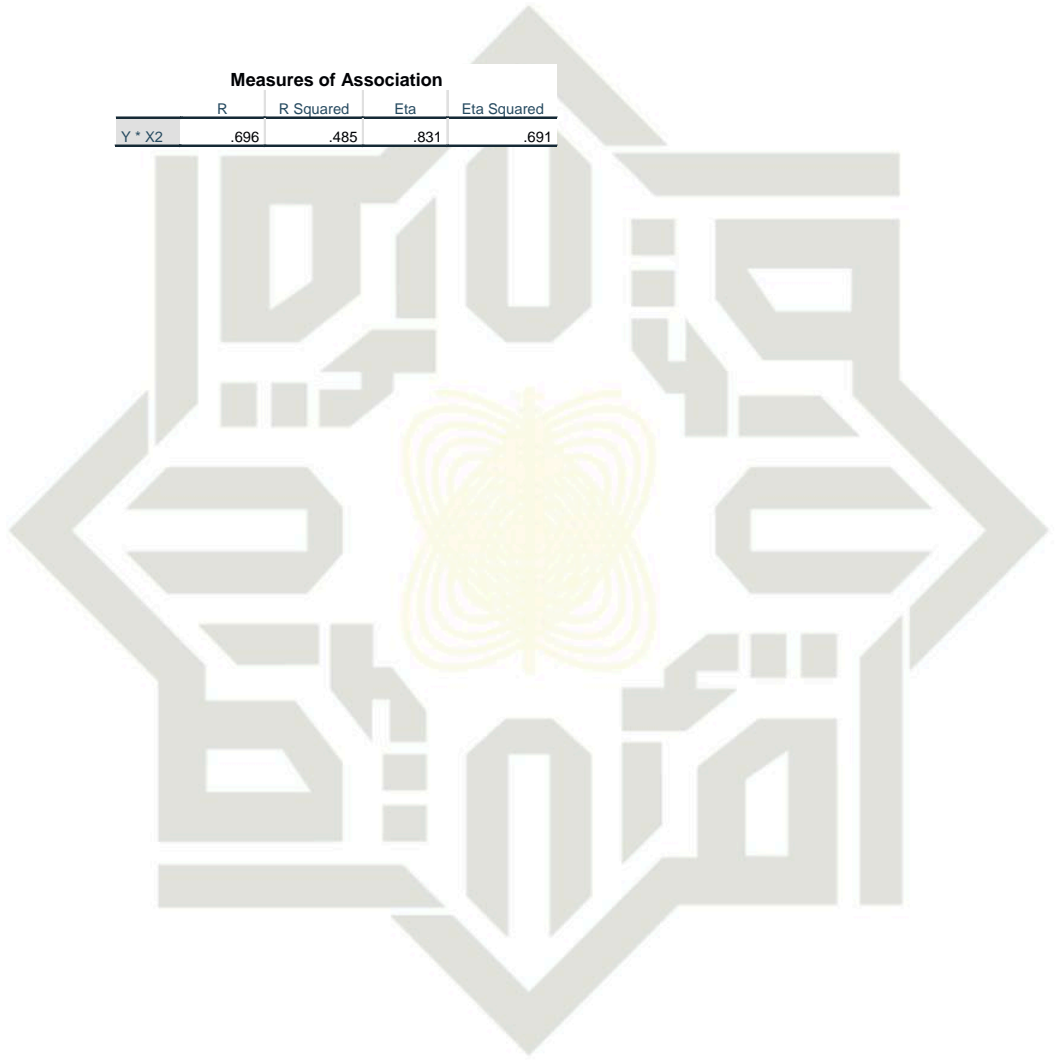 Measures of Association
R R Squared Eta Eta Squared
Y * X2 .696 .485 .831 .691